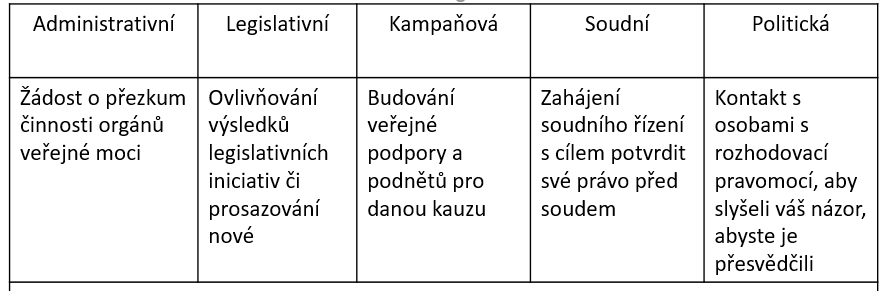 Administrativní
Legislativní
Kampaňová
Soudní
Politická
Žádost o přezkum
činnosti orgánů
veřejné moci
Ovlivňování
výsledků
legislativních
iniciativ či
prosazování
nové
Budování
veřejné
podpory a
podnětů pro
danou kauzu
Zahájení
soudního řízení
s cílem potvrdit
své právo před
soudem
Kontakt s
osobami s
rozhodovací
pravomocí, aby
slyšeli váš názor,
abyste je
přesvědčili